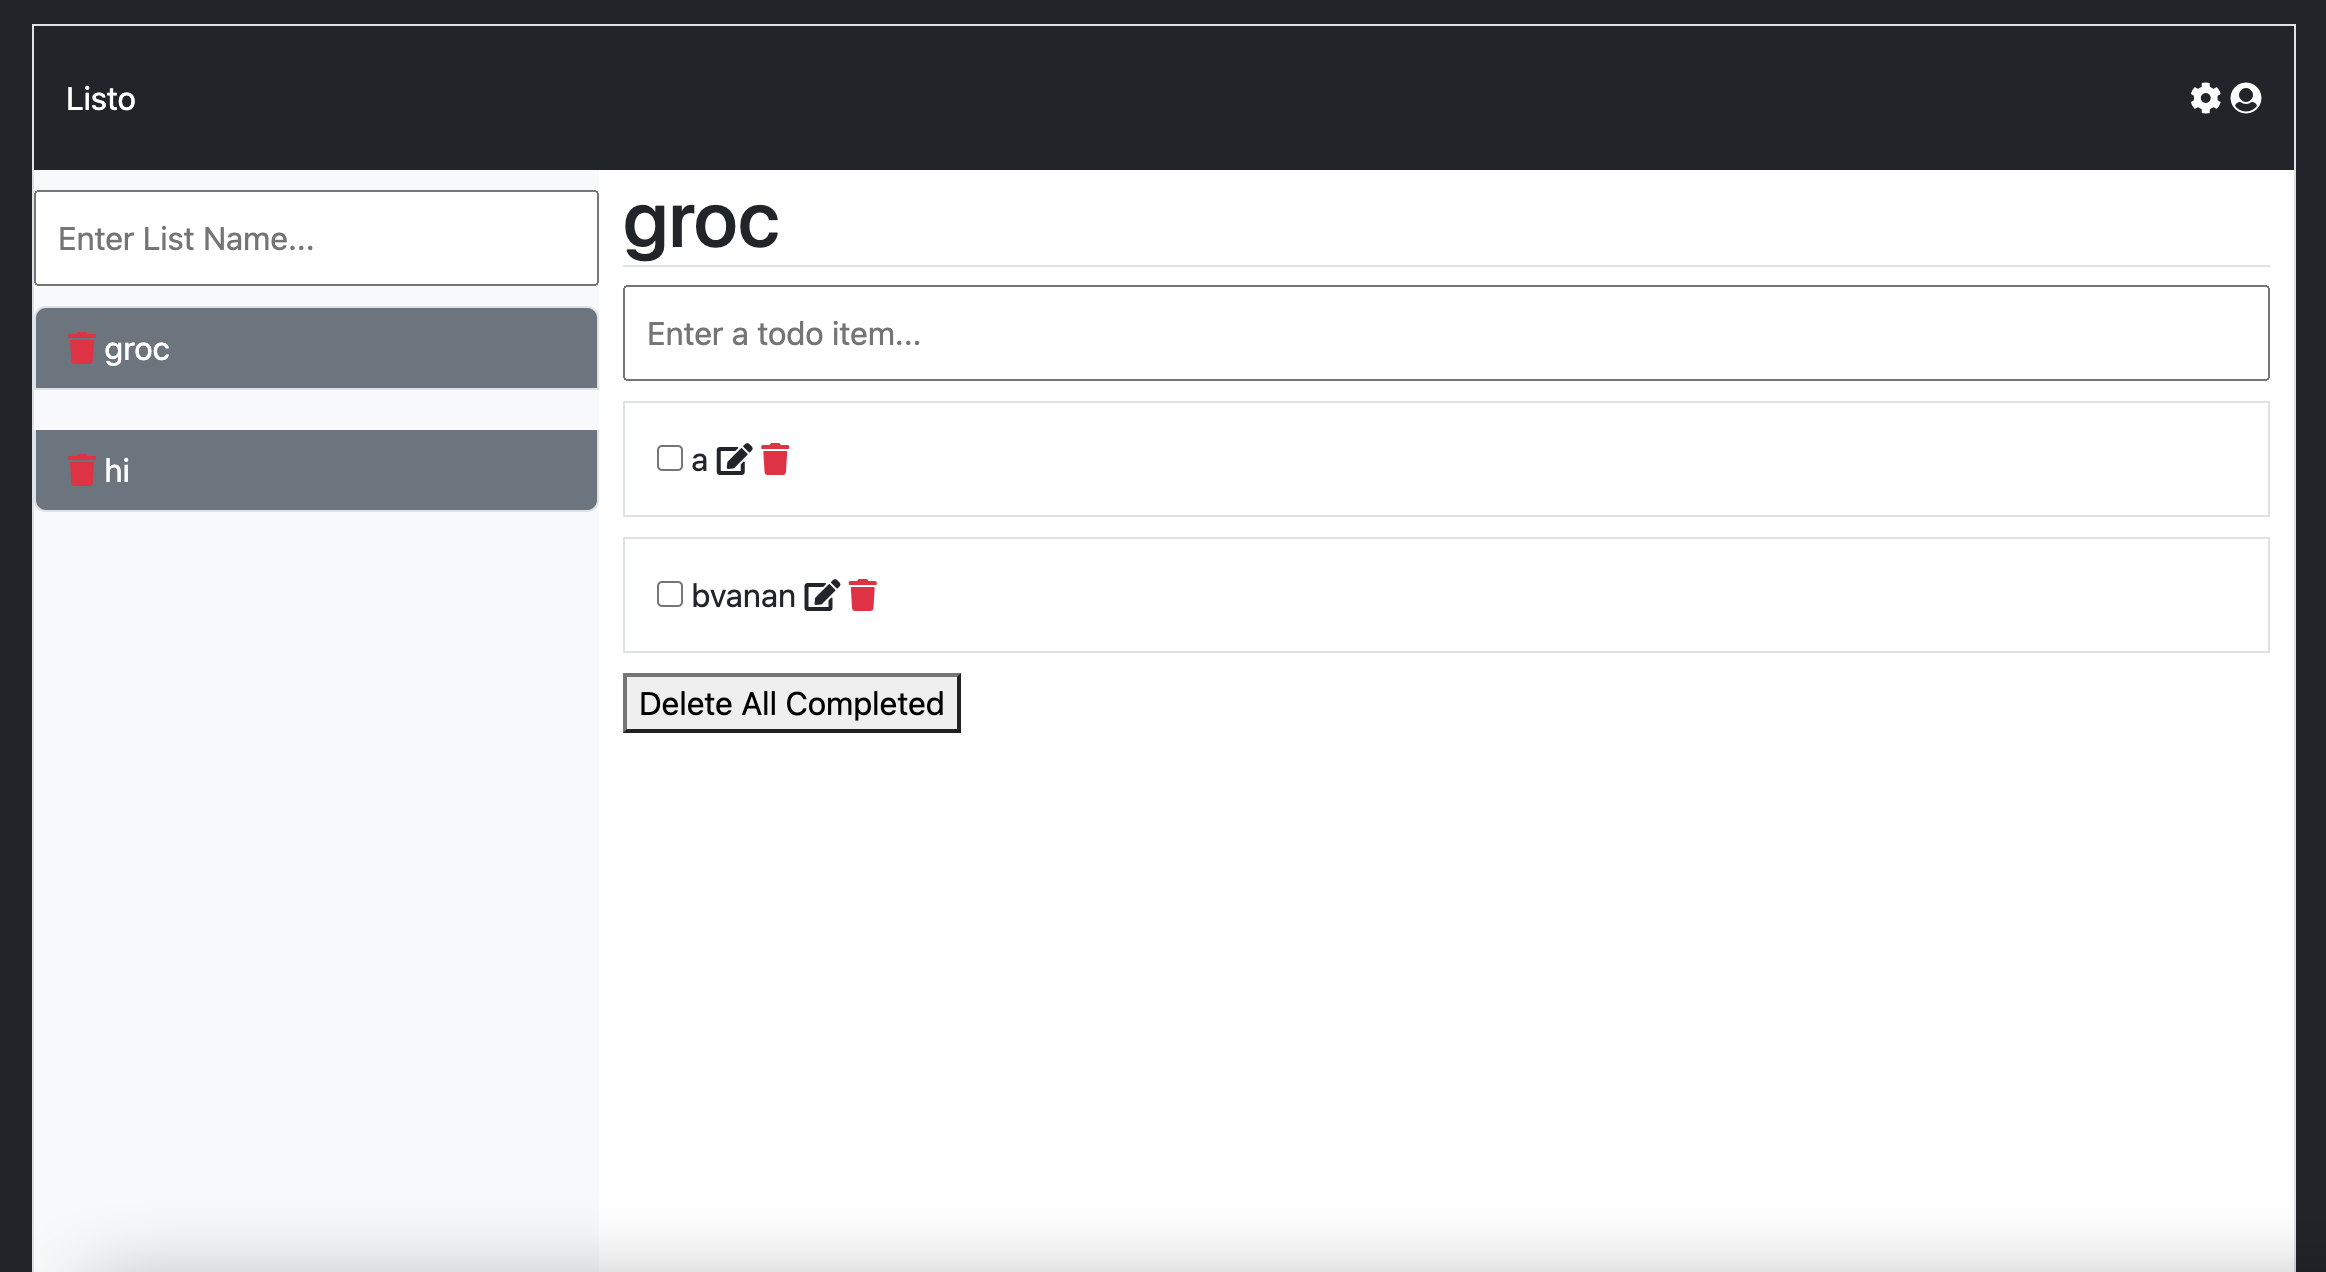 Listo
Enter List Name...
groc
hi
groc
Enter a todo item...
a
bvanan
Delete All Completed